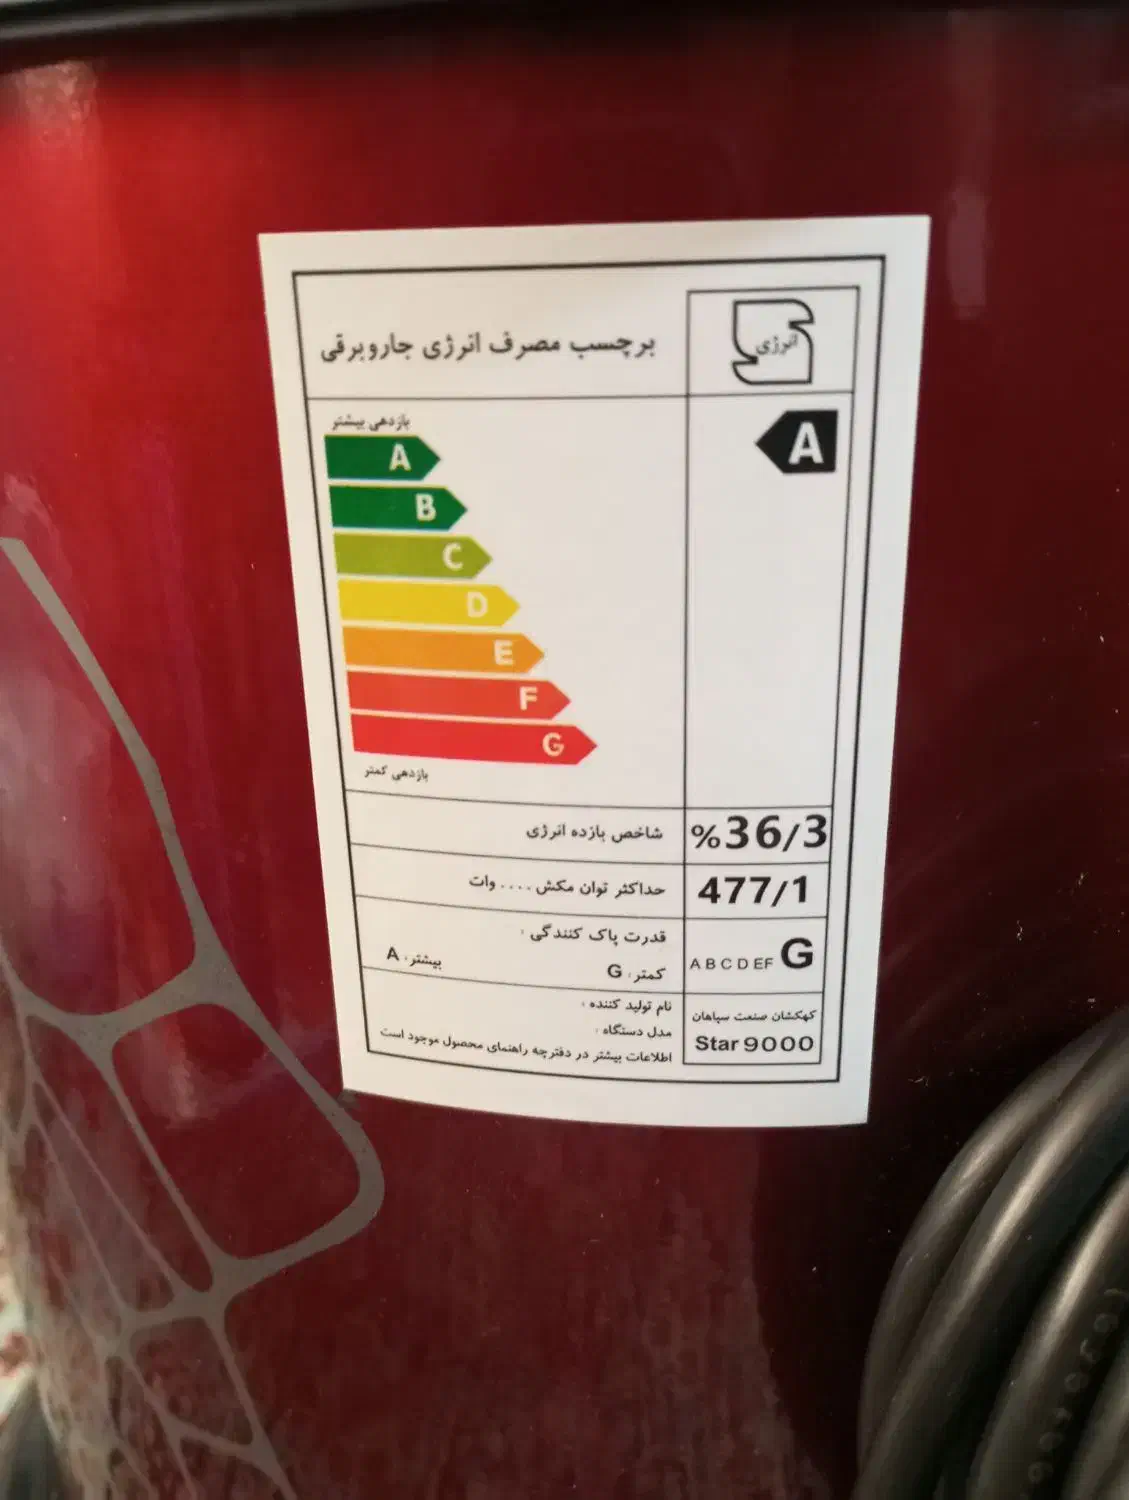 برچسب مصرف انرژی جاروبرقی
انرژی
بازدهی بیشتر
A
A
B
C
D
E
F
G
بازدهی کمتر
شاخص بازده انرژی
%36/3
حداکثر توان مکش .... وات
477/1
قدرت پاک کنندگی :
کمتر: G بیشتر: A
A B C D E F G
نام تولید کننده :
کهکشان صنعت سپاهان
مدل دستگاه :
Star 9000
اطلاعات بیشتر در دفترچه راهنمای محصول موجود است